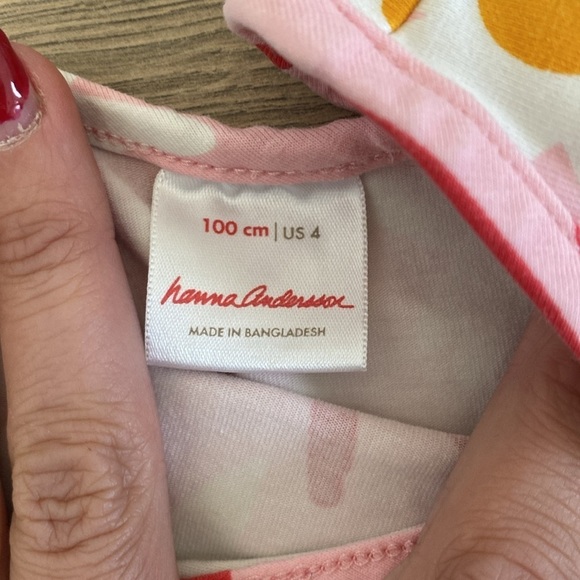 100 cm | US 4
hanna Andersson
MADE IN BANGLADESH